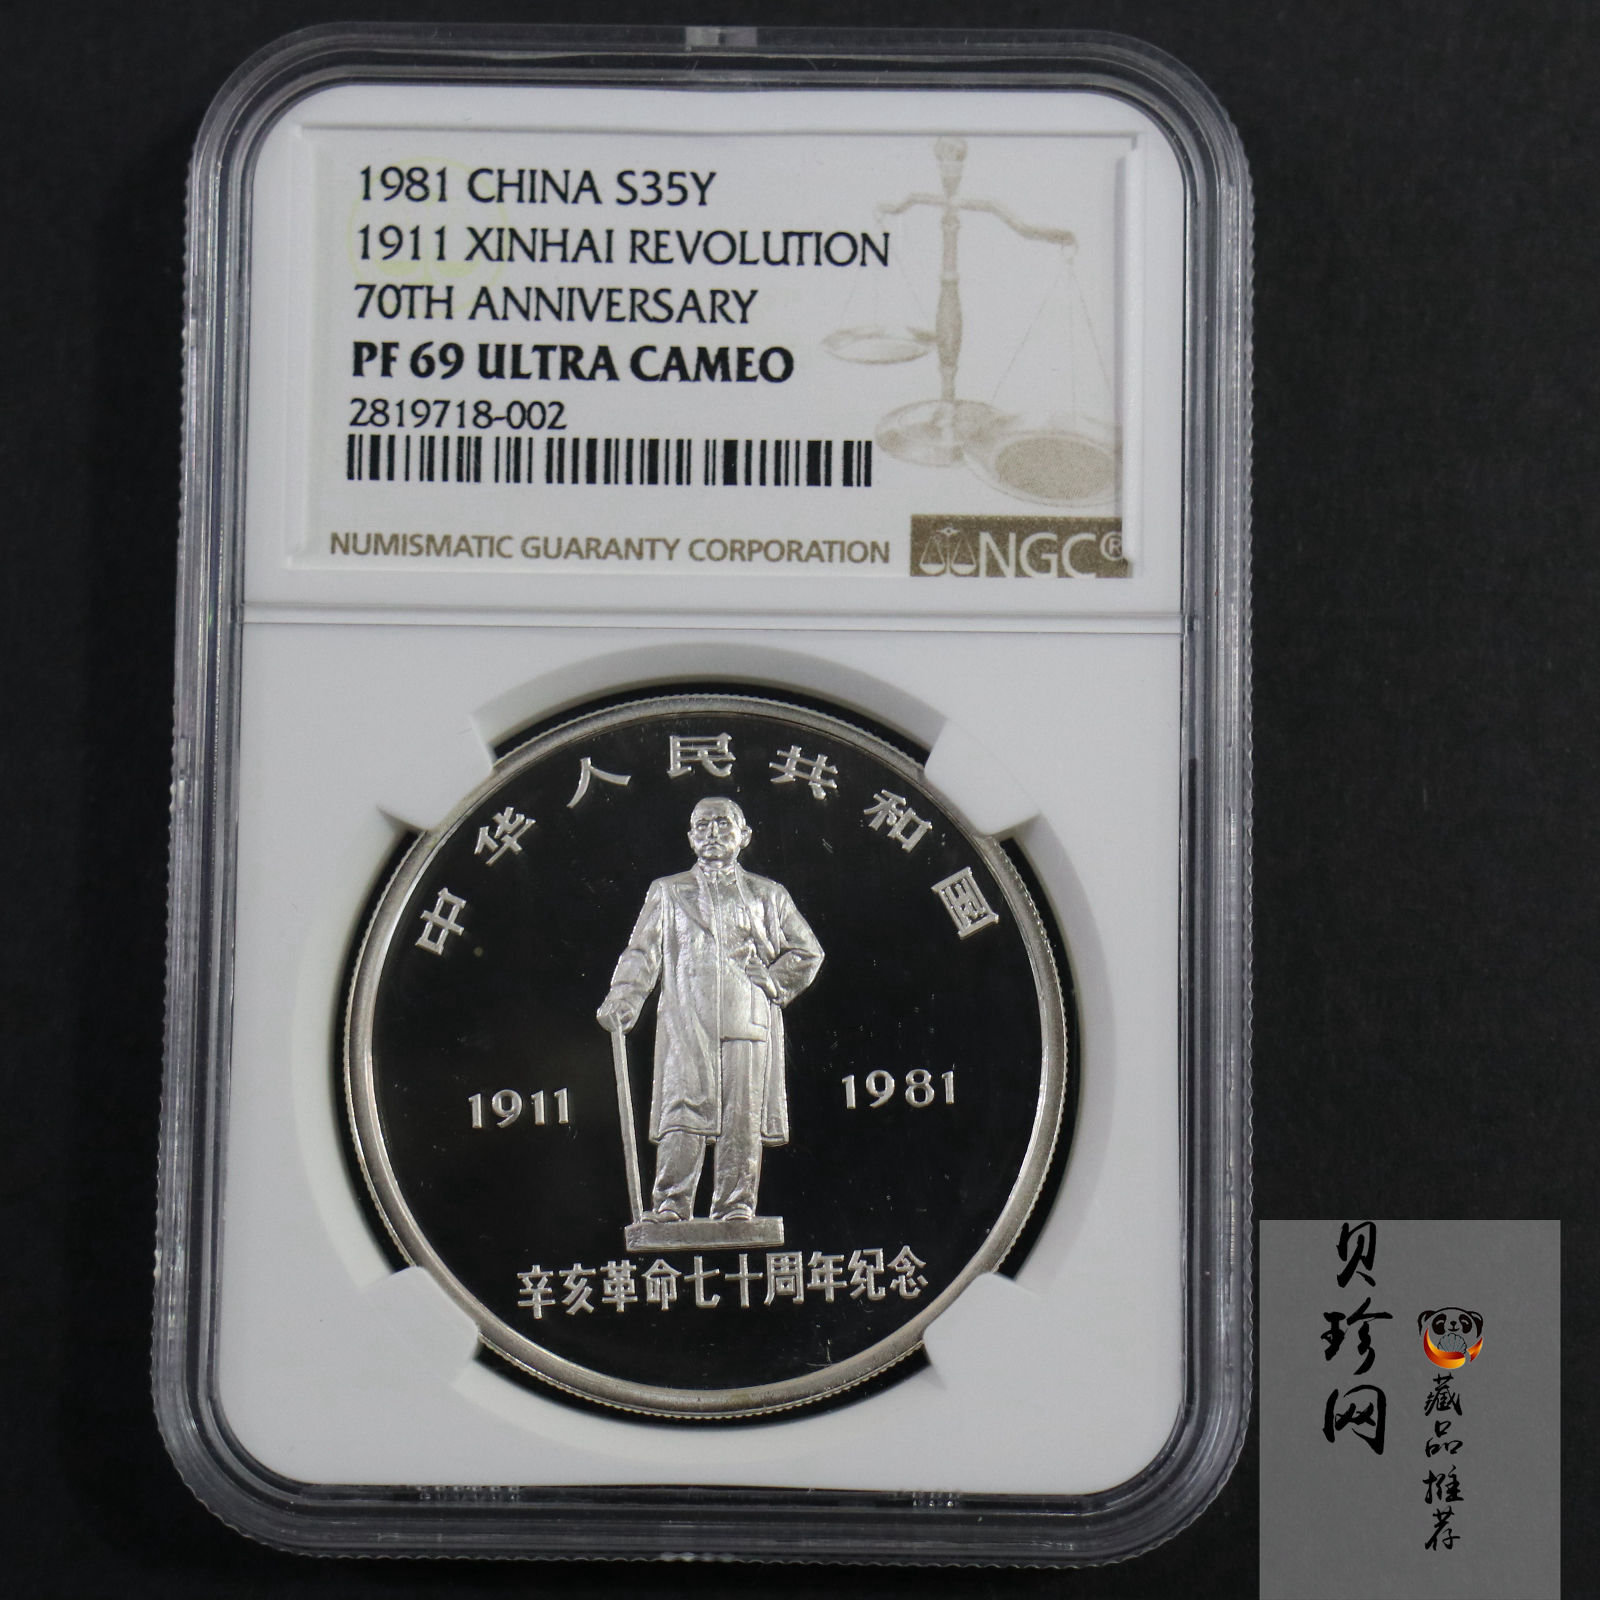 1981 CHINA S35Y
1911 XINHAI REVOLUTION
70TH ANNIVERSARY
PF 69 ULTRA CAMEO
2819718-002
NUMISMATIC GUARANTY CORPORATION
NGC®
中华人民共和国
1911 1981
辛亥革命七十周年纪念
贝珍网
藏品推荐